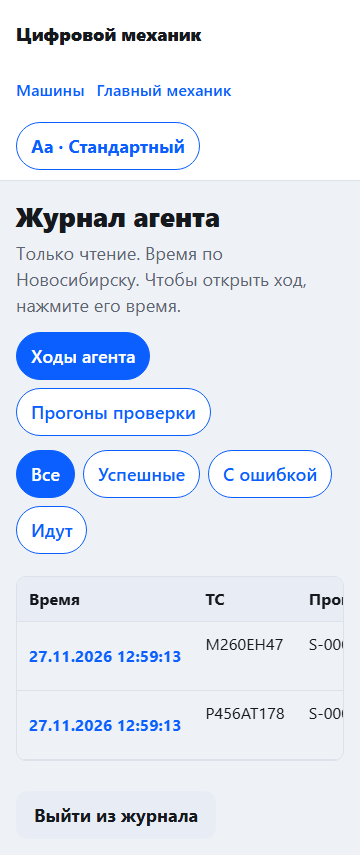 Цифровой механик
Машины Главный механик
Aa · Стандартный
Журнал агента
Только чтение. Время по
Новосибирску. Чтобы открыть ход,
нажмите его время.
Ходы агента
Прогоны проверки
Все Успешные С ошибкой
Идут
Время ТС
27.11.2026 12:59:13 М260ЕН47
27.11.2026 12:59:13 Р456АТ178
Выйти из журнала